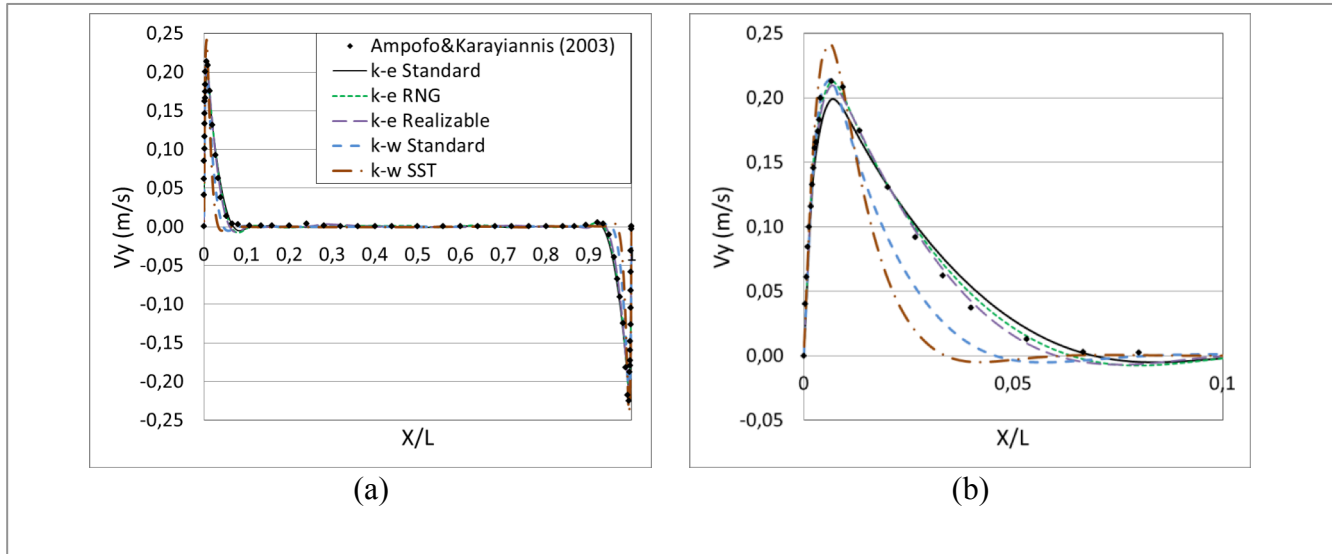 0,25
0,20
0,15
0,10
0,05
0,00
-0,05
-0,10
-0,15
-0,20
-0,25
Vy (m/s)
0 0,1 0,2 0,3 0,4 0,5 0,6 0,7 0,8 0,9 1
X/L
Ampofo&Karayiannis (2003)
k-e Standard
k-e RNG
k-e Realizable
k-w Standard
k-w SST
(a)
0,25
0,20
0,15
0,10
0,05
0,00
-0,05
Vy (m/s)
0 0,05 0,1
X/L
(b)